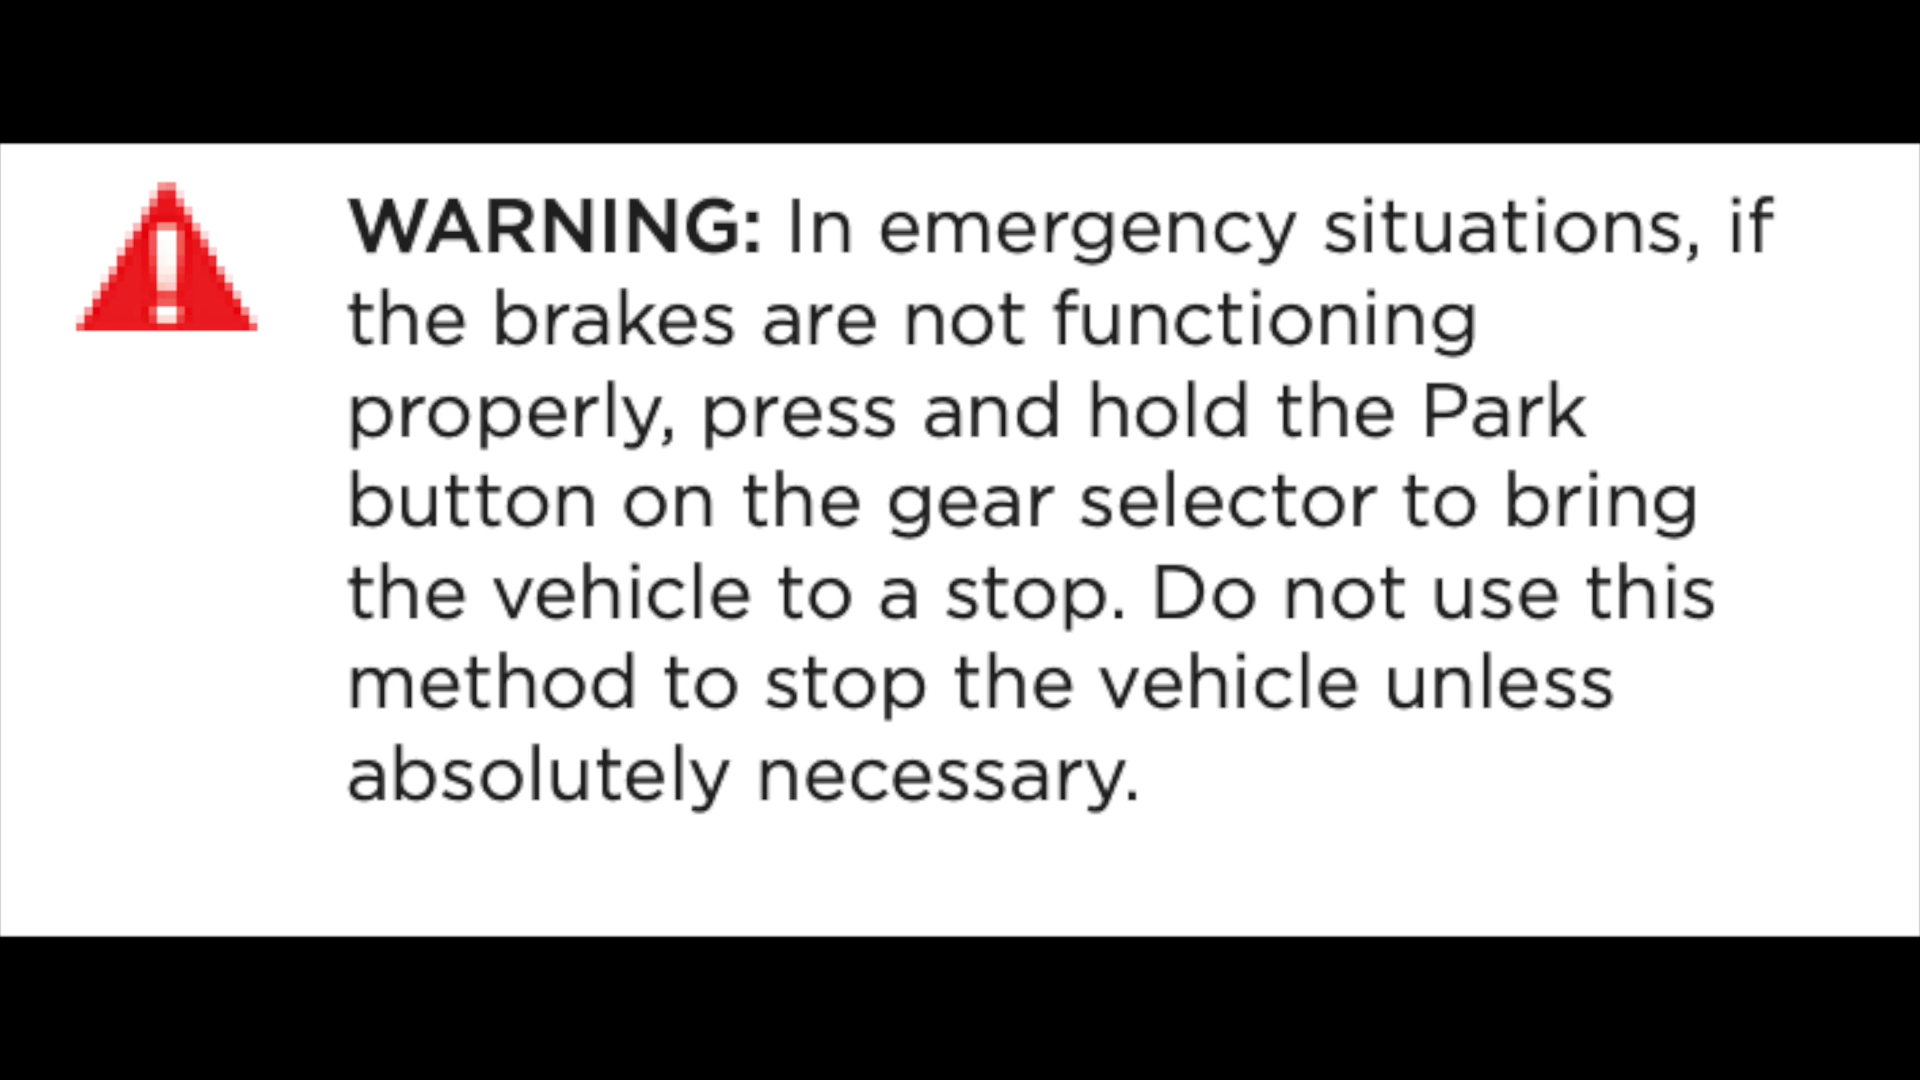 WARNING: In emergency situations, if
the brakes are not functioning
properly, press and hold the Park
button on the gear selector to bring
the vehicle to a stop. Do not use this
method to stop the vehicle unless
absolutely necessary.